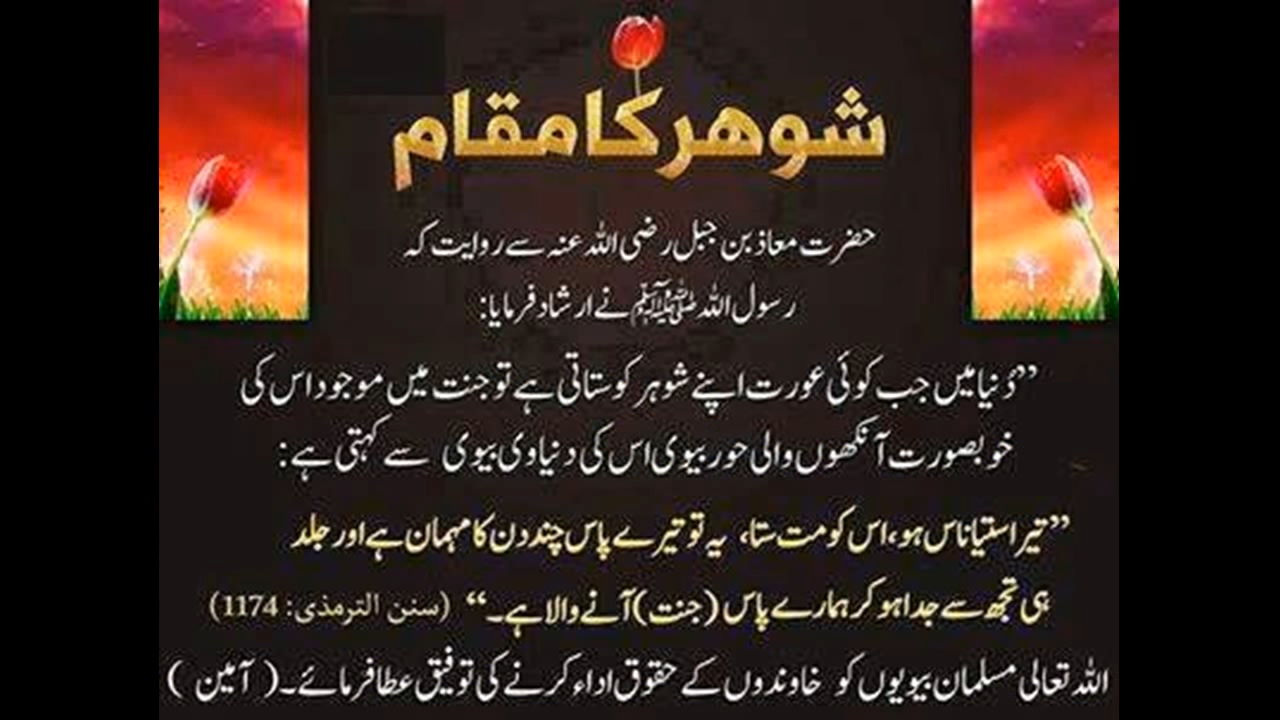 شوهر کا مقام
حضرت معاذ بن جبل رضی اللہ عنہ سے روایت کہ
رسول اللہ ﷺ نے ارشاد فرمایا:
”دُنیا میں جب کوئی عورت اپنے شوہر کو ستاتی ہے تو جنت میں موجود اس کی
خوبصورت آنکھوں والی حور بیوی اس کی دنیاوی بیوی سے کہتی ہے:
”تیرا ستیاناس ہو، اس کو مت ستا، یہ تو تیرے پاس چند دن کا مہمان ہے اور جلد
ہی تجھ سے جدا ہو کر ہمارے پاس (جنت) آنے والا ہے۔“ (سنن الترمذی: 1174)
اللہ تعالی مسلمان بیویوں کو خاوندوں کے حقوق اداء کرنے کی توفیق عطا فرمائے۔( آمین )